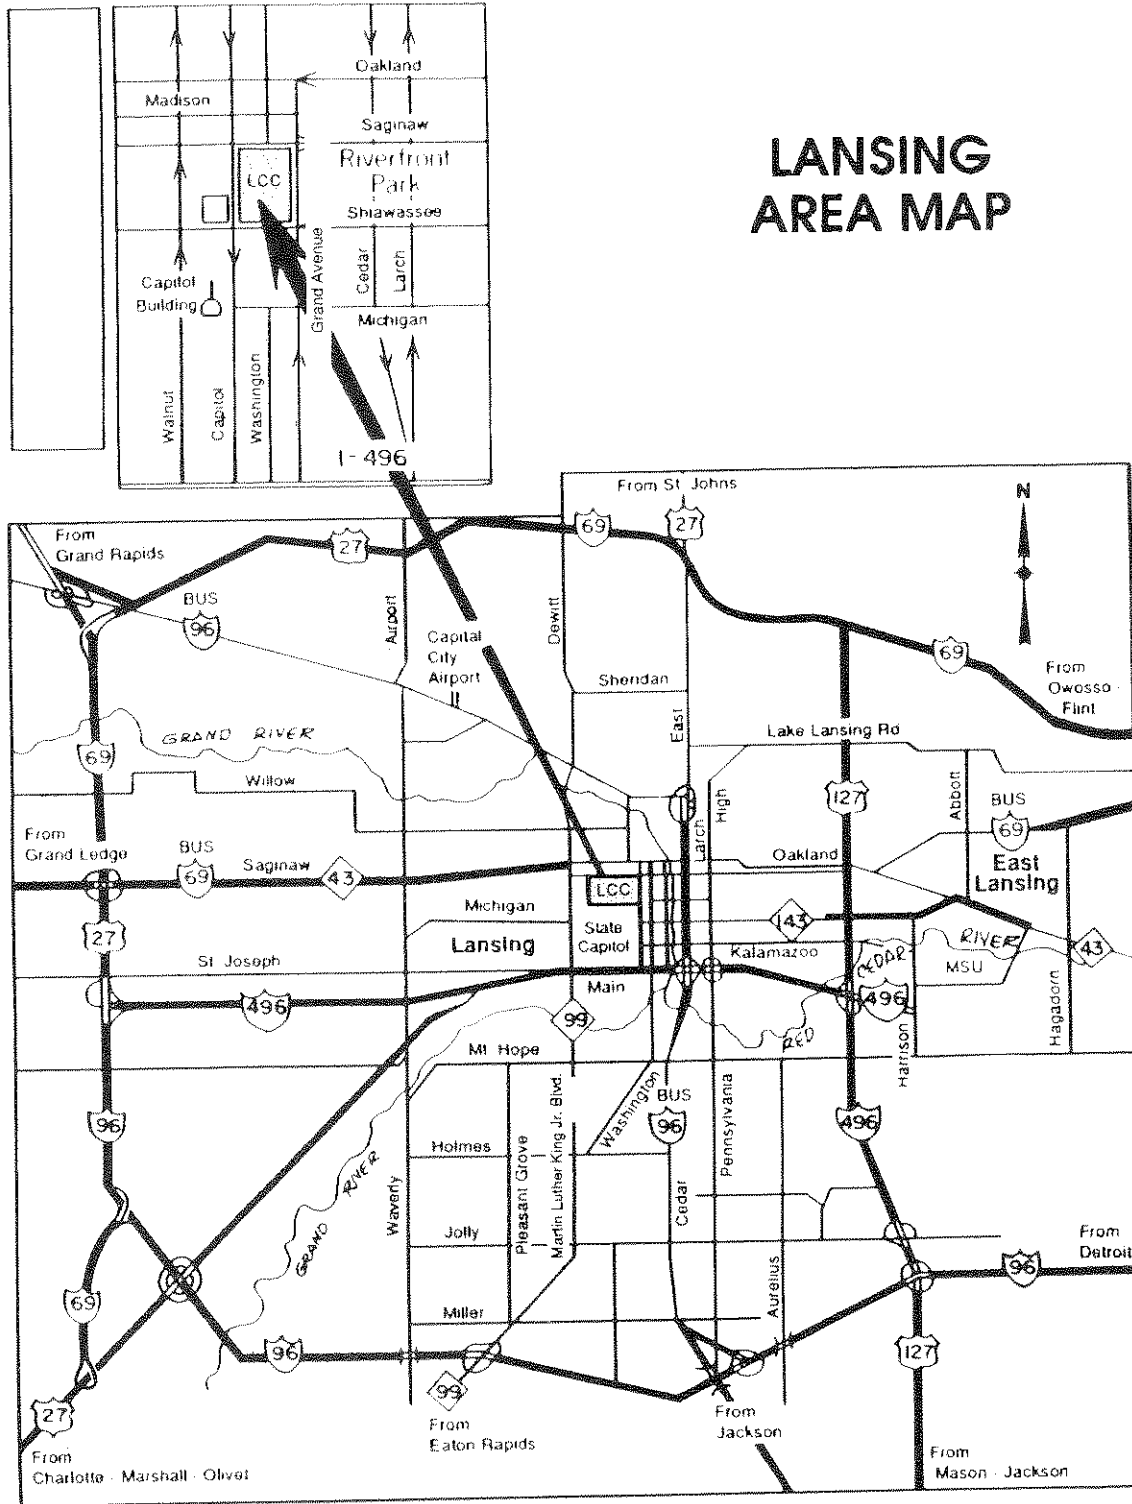 LANSING
AREA MAP
Oakland
Madison
Saginaw
LCC
Riverfront
Park
Shiawassee
Grand Avenue
Cedar
Larch
Capitol
Building
Michigan
Walnut
Capitol
Washington
I-496
From St Johns
N
From
Grand Rapids
27
69
27
BUS
96
Airport
Capital
City
Airport
Dewitt
69
From
Owosso
Flint
Sheridan
East
GRAND RIVER
Lake Lansing Rd
69
Willow
127
Abbott
High
Larch
BUS
69
From
Grand Ledge
BUS
69
Saginaw
43
Oakland
East
Lansing
LCC
Michigan
143
27
Lansing
State
Capitol
Kalamazoo
CEDAR
RIVER
MSU
43
St Joseph
Main
496
496
99
RED
Harrison
Hagadorn
Mt Hope
96
Washington
BUS
96
Pennsylvania
496
Holmes
Pleasant Grove
Martin Luther King Jr. Blvd.
GRAND RIVER
Waverly
Cedar
Jolly
From
Detroit
96
Aurelius
69
Miller
96
127
99
27
From
Eaton Rapids
From
Jackson
From
Charlotte - Marshall - Olivet
From
Mason - Jackson